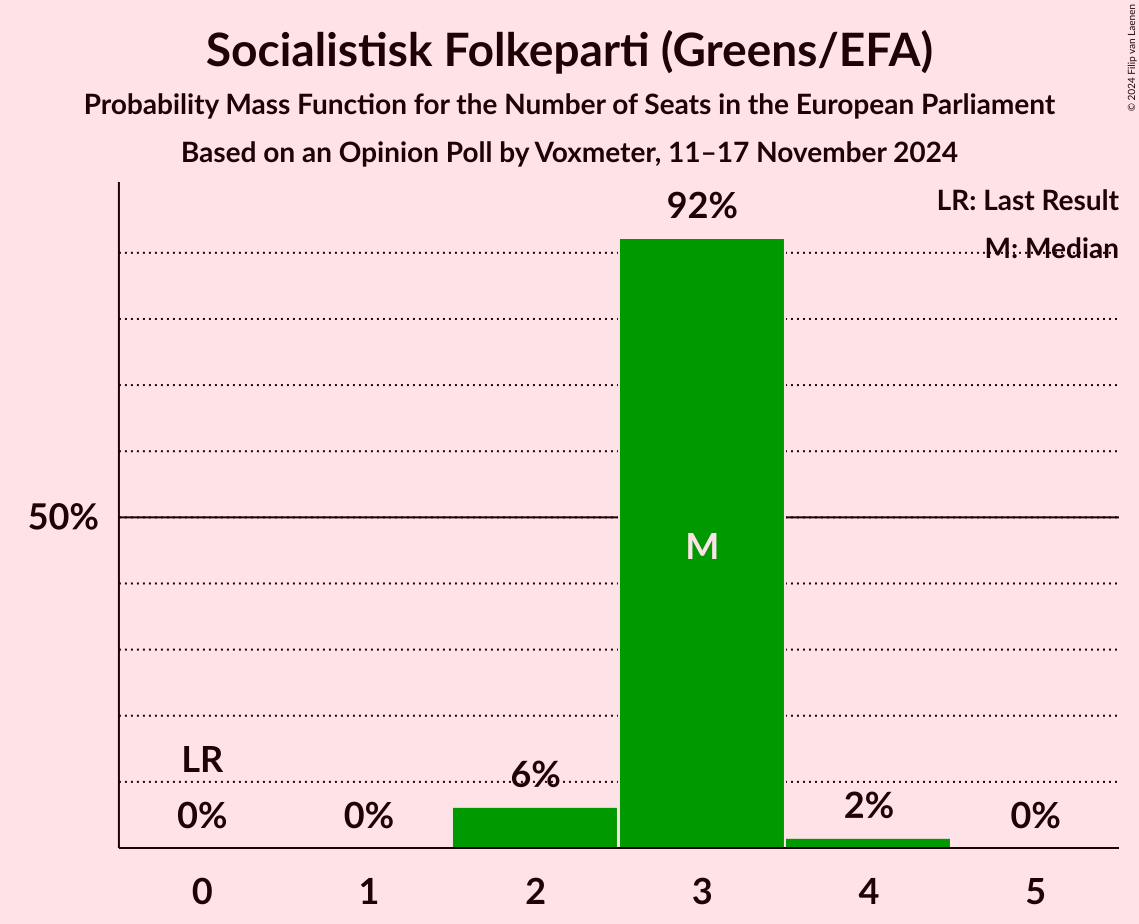 Socialistisk Folkeparti (Greens/EFA)
Probability Mass Function for the Number of Seats in the European Parliament
Based on an Opinion Poll by Voxmeter, 11–17 November 2024
© 2024 Filip van Laenen
LR: Last Result
M: Median
92%
50%
M
LR
0%
0%
6%
2%
0%
0
1
2
3
4
5